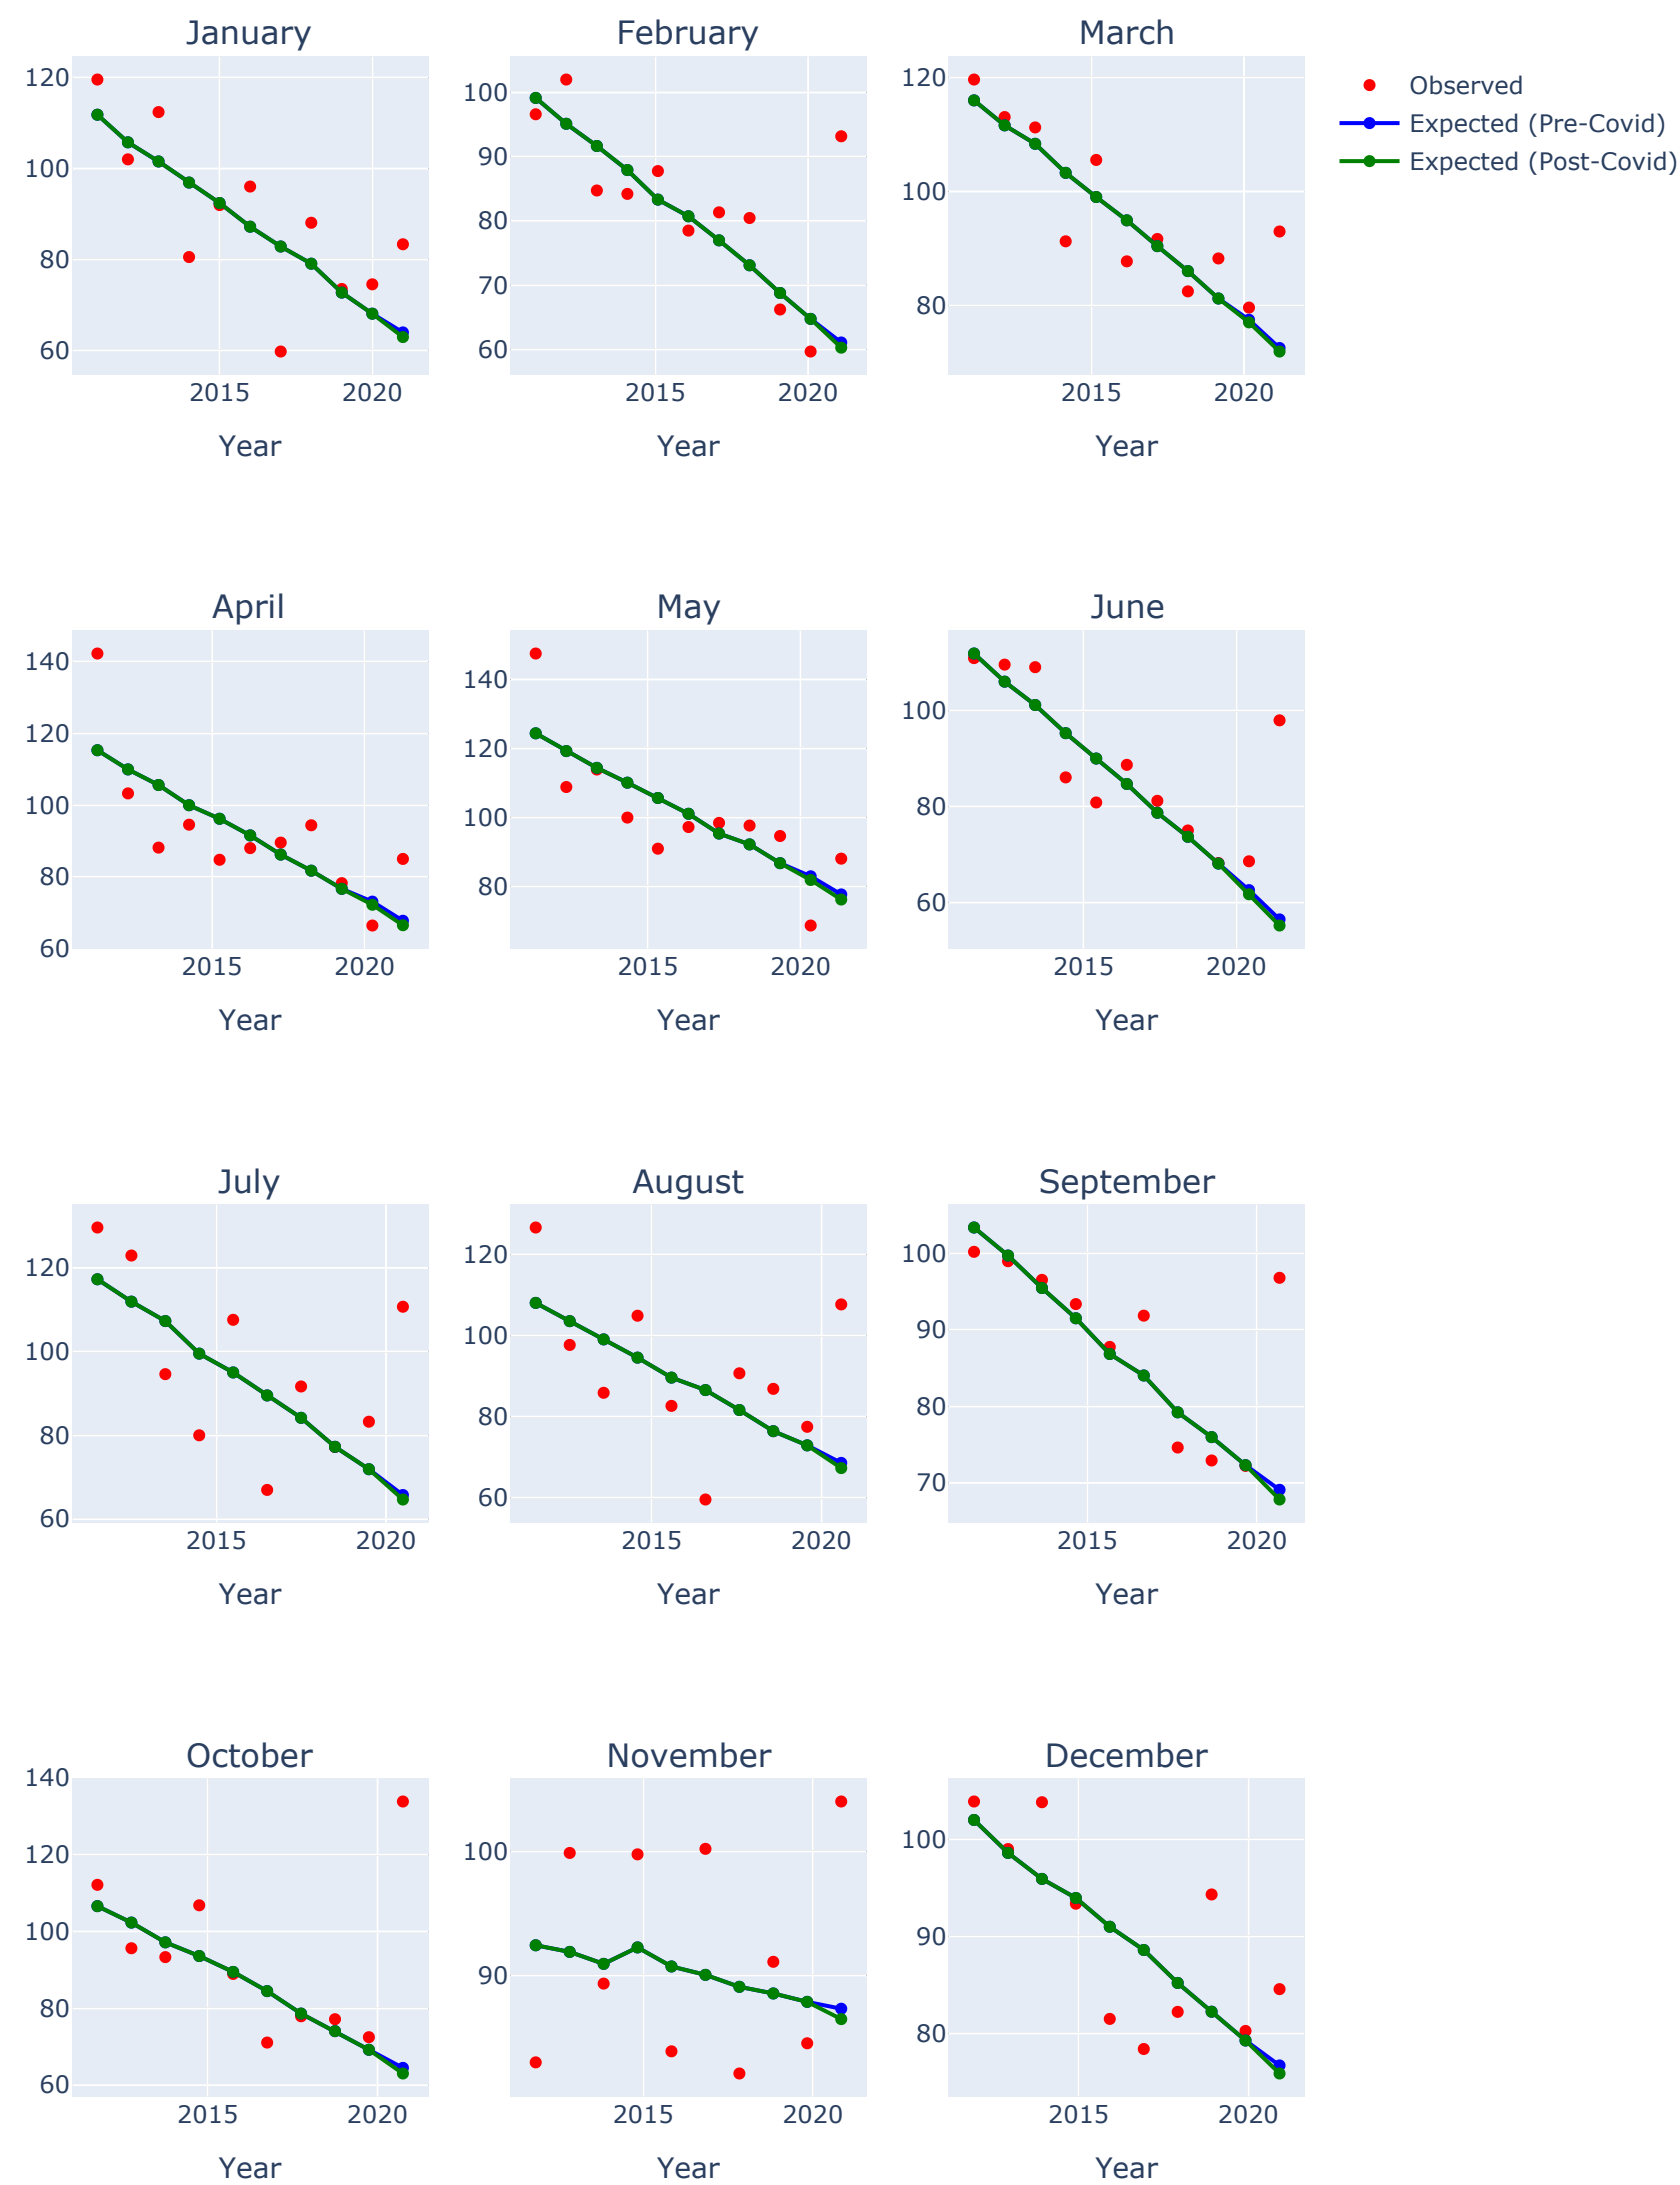 January
February
March
120
100
80
60
2015
2020
Year
100
90
80
70
60
2015
2020
Year
120
100
80
2015
2020
Year
Observed
Expected (Pre-Covid)
Expected (Post-Covid)
April
May
June
140
120
100
80
60
2015
2020
Year
140
120
100
80
2015
2020
Year
100
80
60
2015
2020
Year
July
August
September
120
100
80
60
2015
2020
Year
120
100
80
60
2015
2020
Year
100
90
80
70
2015
2020
Year
October
November
December
140
120
100
80
60
2015
2020
Year
100
90
2015
2020
Year
100
90
80
2015
2020
Year